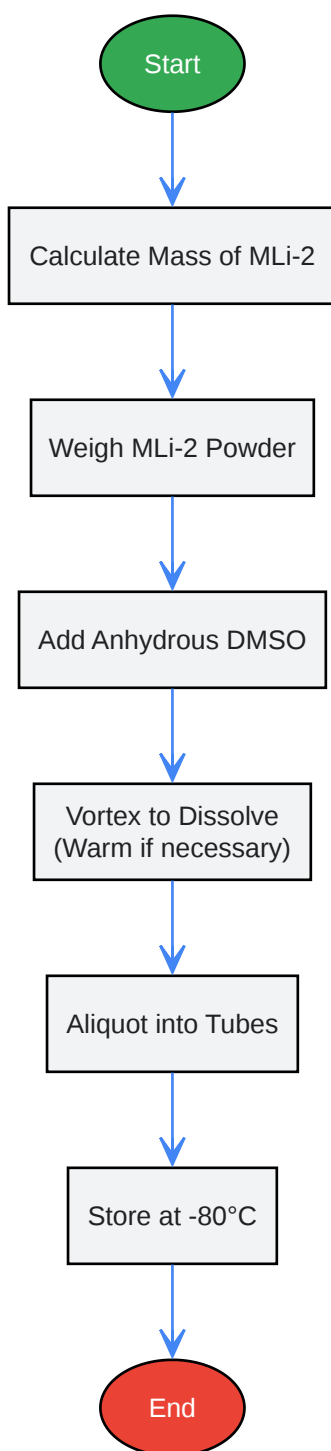 Start
Calculate Mass of MLi-2
Weigh MLi-2 Powder
Add Anhydrous DMSO
Vortex to Dissolve
(Warm if necessary)
Aliquot into Tubes
Store at -80°C
End